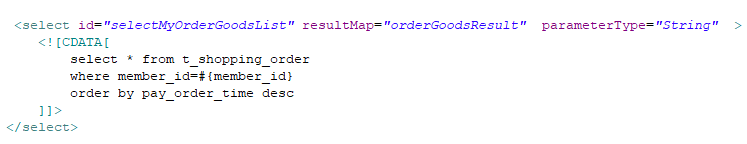 <select id="selectMyOrderGoodsList" resultMap="orderGoodsResult"  parameterType="String"  >
<![CDATA[
select * from t_shopping_order
where member_id=#{member_id}
order by pay_order_time desc
]]>
</select>